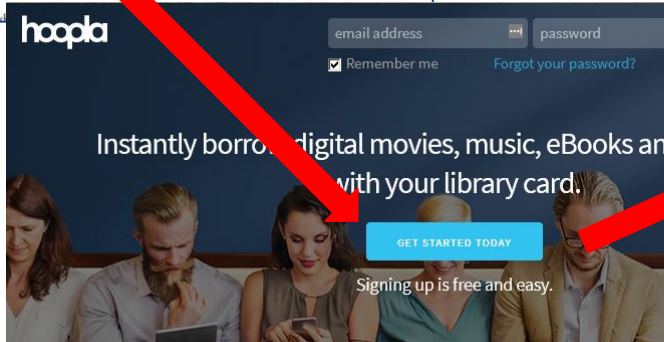 hoopla
email address
password
Remember me
Forgot your password?
Instantly digital movies, music, eBooks
with your library card.
GET STARTED TODAY
Signing up is free and easy.